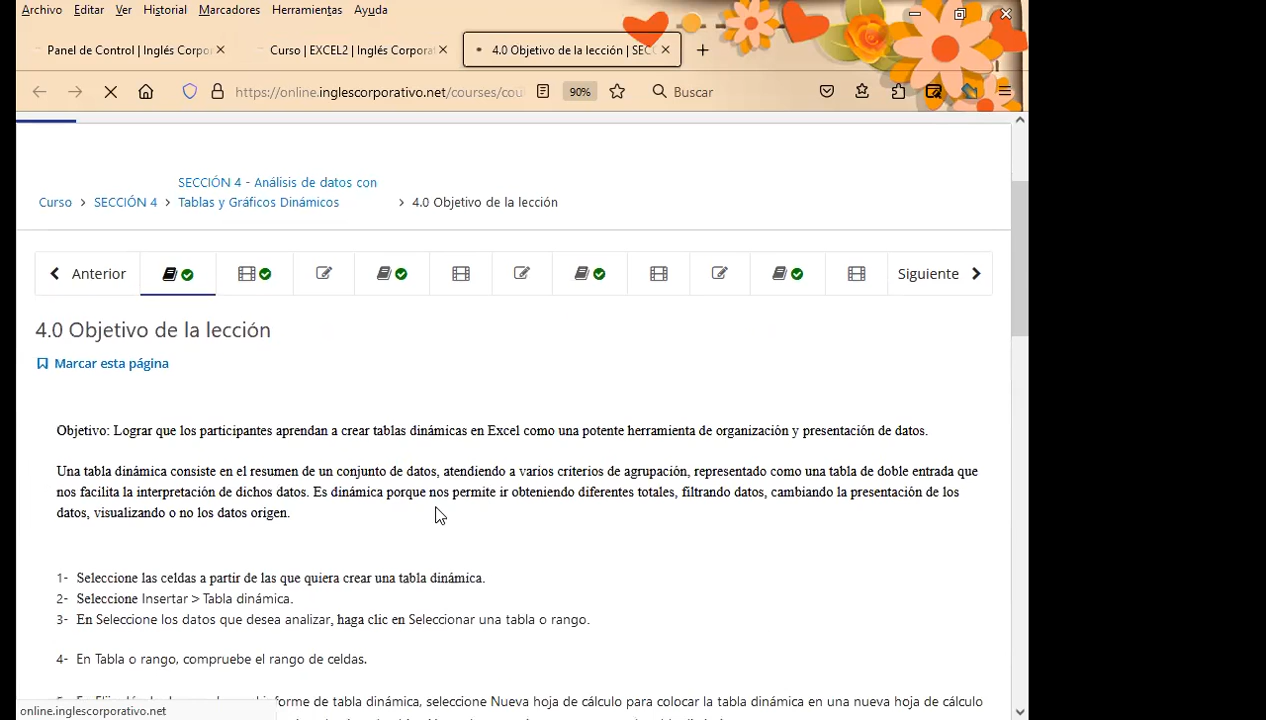 Archivo Editar Ver Historial Marcadores Herramientas Ayuda
Panel de Control | Inglés Corpo
Curso | EXCEL2 | Inglés Corporat
4.0 Objetivo de la lección | SEC
https://online.inglescorporativo.net/courses/cou
90%
Buscar
SECCIÓN 4 - Análisis de datos con
Curso > SECCIÓN 4 > Tablas y Gráficos Dinámicos > 4.0 Objetivo de la lección
Anterior
Siguiente
4.0 Objetivo de la lección
Marcar esta página
Objetivo: Lograr que los participantes aprendan a crear tablas dinámicas en Excel como una potente herramienta de organización y presentación de datos.
Una tabla dinámica consiste en el resumen de un conjunto de datos, atendiendo a varios criterios de agrupación, representado como una tabla de doble entrada que
nos facilita la interpretación de dichos datos. Es dinámica porque nos permite ir obteniendo diferentes totales, filtrando datos, cambiando la presentación de los
datos, visualizando o no los datos origen.
1- Seleccione las celdas a partir de las que quiera crear una tabla dinámica.
2- Seleccione Insertar > Tabla dinámica.
3- En Seleccione los datos que desea analizar, haga clic en Seleccionar una tabla o rango.
4- En Tabla o rango, compruebe el rango de celdas.
informe de tabla dinámica, seleccione Nueva hoja de cálculo para colocar la tabla dinámica en una nueva hoja de cálculo
online.inglescorporativo.net